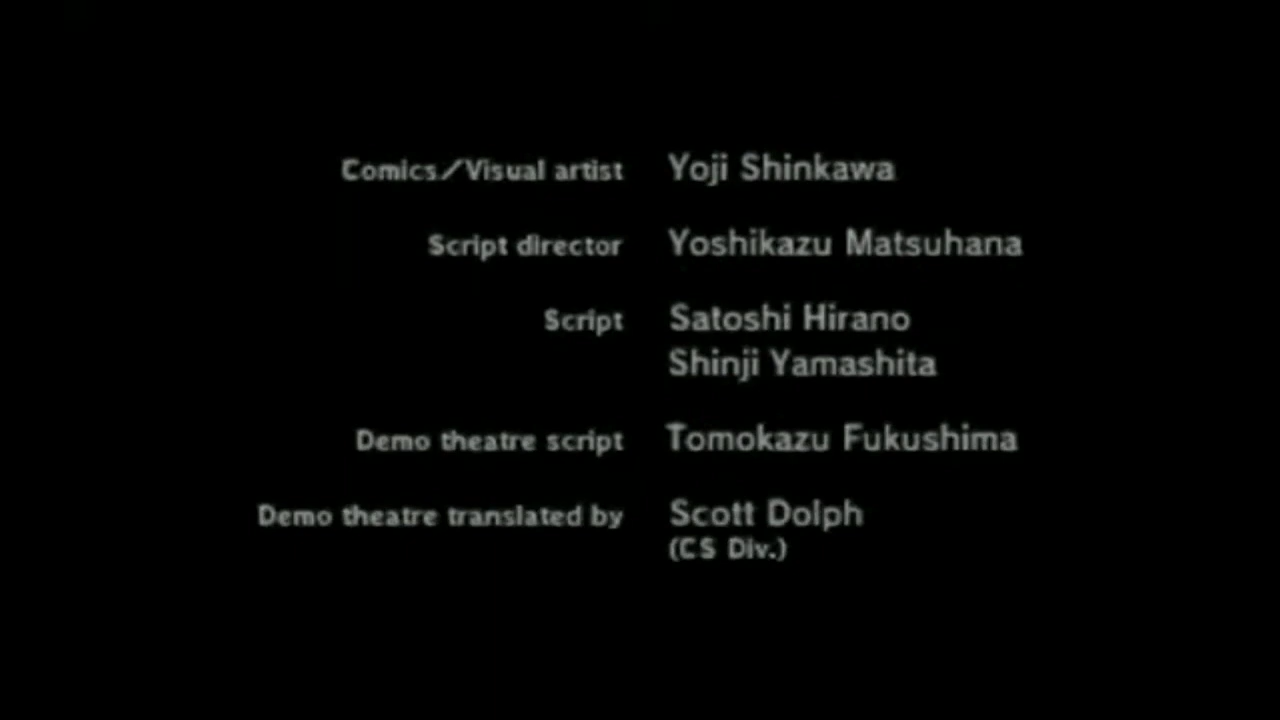 Comics／Visual artist Yoji Shinkawa
Script director Yoshikazu Matsuhana
Script Satoshi Hirano
Shinji Yamashita
Demo theatre script Tomokazu Fukushima
Demo theatre translated by Scott Dolph
(CS Div.)